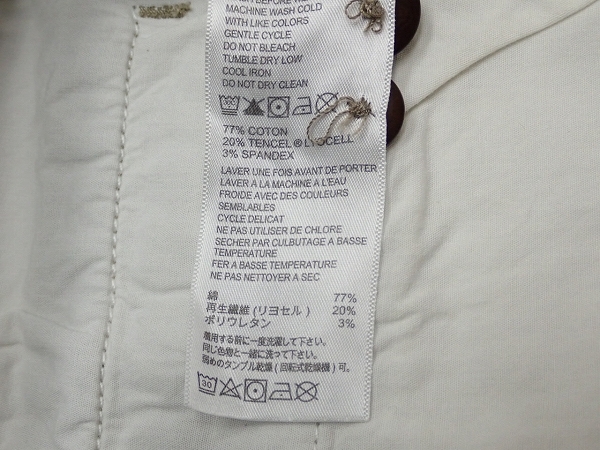 MACHINE WASH COLD
WITH LIKE COLORS
GENTLE CYCLE
DO NOT BLEACH
TUMBLE DRY LOW
COOL IRON
DO NOT DRY CLEAN
77% COTTON
20% TENCEL® LYOCELL
3% SPANDEX
LAVER UNE FOIS AVANT DE PORTER
LAVER À LA MACHINE A L'EAU
FROIDE AVEC DES COULEURS
SEMBLABLES
CYCLE DELICAT
NE PAS UTILISER DE CHLORE
SECHER PAR CULBUTAGE A BASSE
TEMPERATURE
FER A BASSE TEMPERATURE
NE PAS NETTOYER A SEC
綿 77%
再生繊維 (リヨセル) 20%
ポリウレタン 3%
着用する前に一度洗濯して下さい。
同じ色物と一緒に洗って下さい。
弱めのタンブル乾燥 (回転式乾燥機) 可。
30